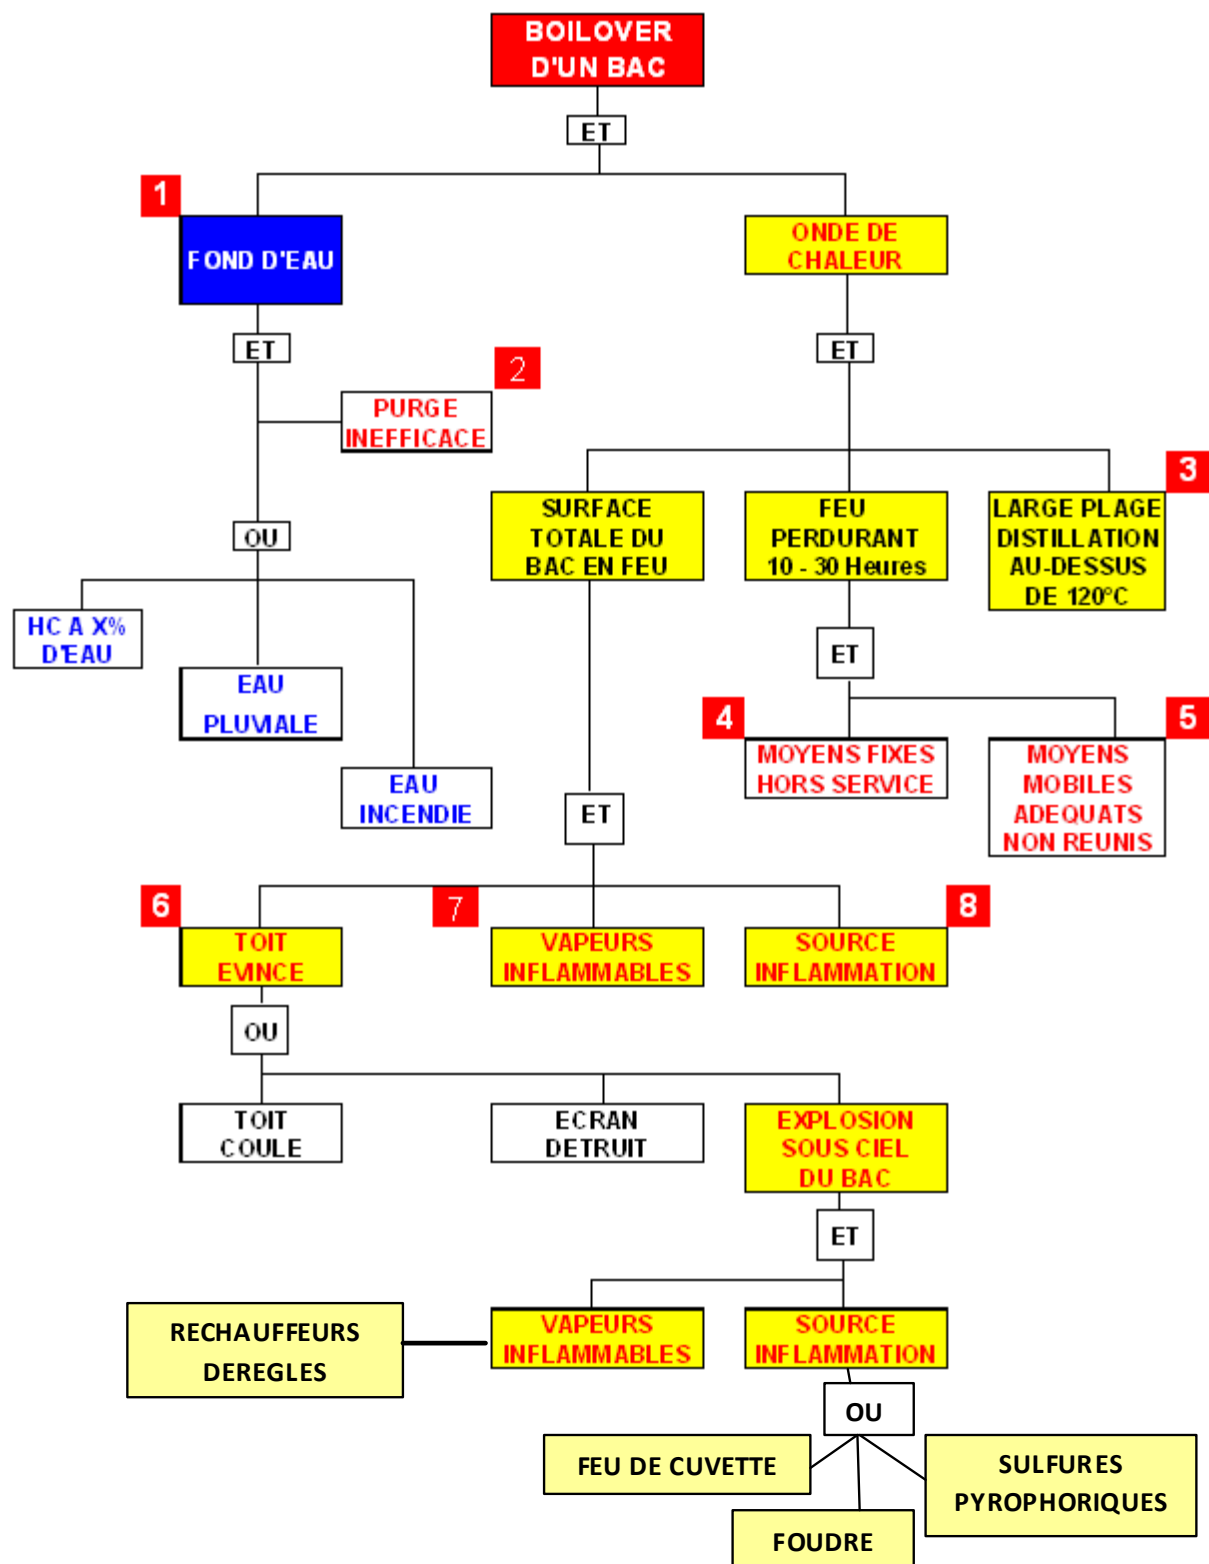 BOILOVER
D'UN BAC
ET
1
FOND D'EAU
ONDE DE
CHALEUR
ET
ET
2
PURGE
INEFFICACE
3
SURFACE
TOTALE DU
BAC EN FEU
FEU
PERDURANT
10 - 30 Heures
LARGE PLAGE
DISTILLATION
AU-DESSUS
DE 120°C
OU
HC A X%
D'EAU
EAU
PLUVIALE
EAU
INCENDIE
ET
4
MOYENS FIXES
HORS SERVICE
5
MOYENS
MOBILES
ADEQUATS
NON REUNIS
ET
6
TOIT
EVINCE
7
VAPEURS
INFLAMMABLES
8
SOURCE
INFLAMMATION
OU
TOIT
COULE
ECRAN
DETRUIT
EXPLOSION
SOUS CIEL
DU BAC
ET
RECHAUFFEURS
DEREGLES
VAPEURS
INFLAMMABLES
SOURCE
INFLAMMATION
OU
FEU DE CUVETTE
SULFURES
PYROPHORIQUES
FOUDRE